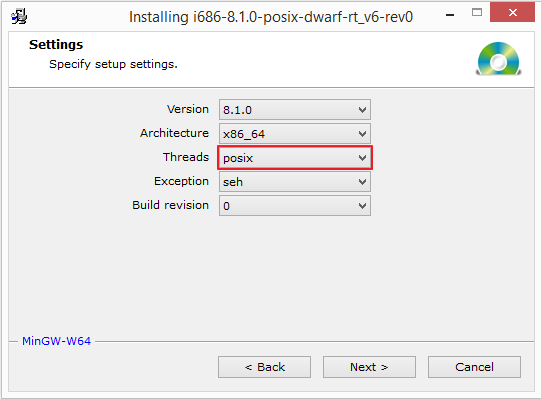 Installing i686-8.1.0-posix-dwarf-rt_v6-rev0
Settings
Specify setup settings.
Version 8.1.0
Architecture x86_64
Threads posix
Exception seh
Build revision 0
MinGW-W64
< Back Next > Cancel